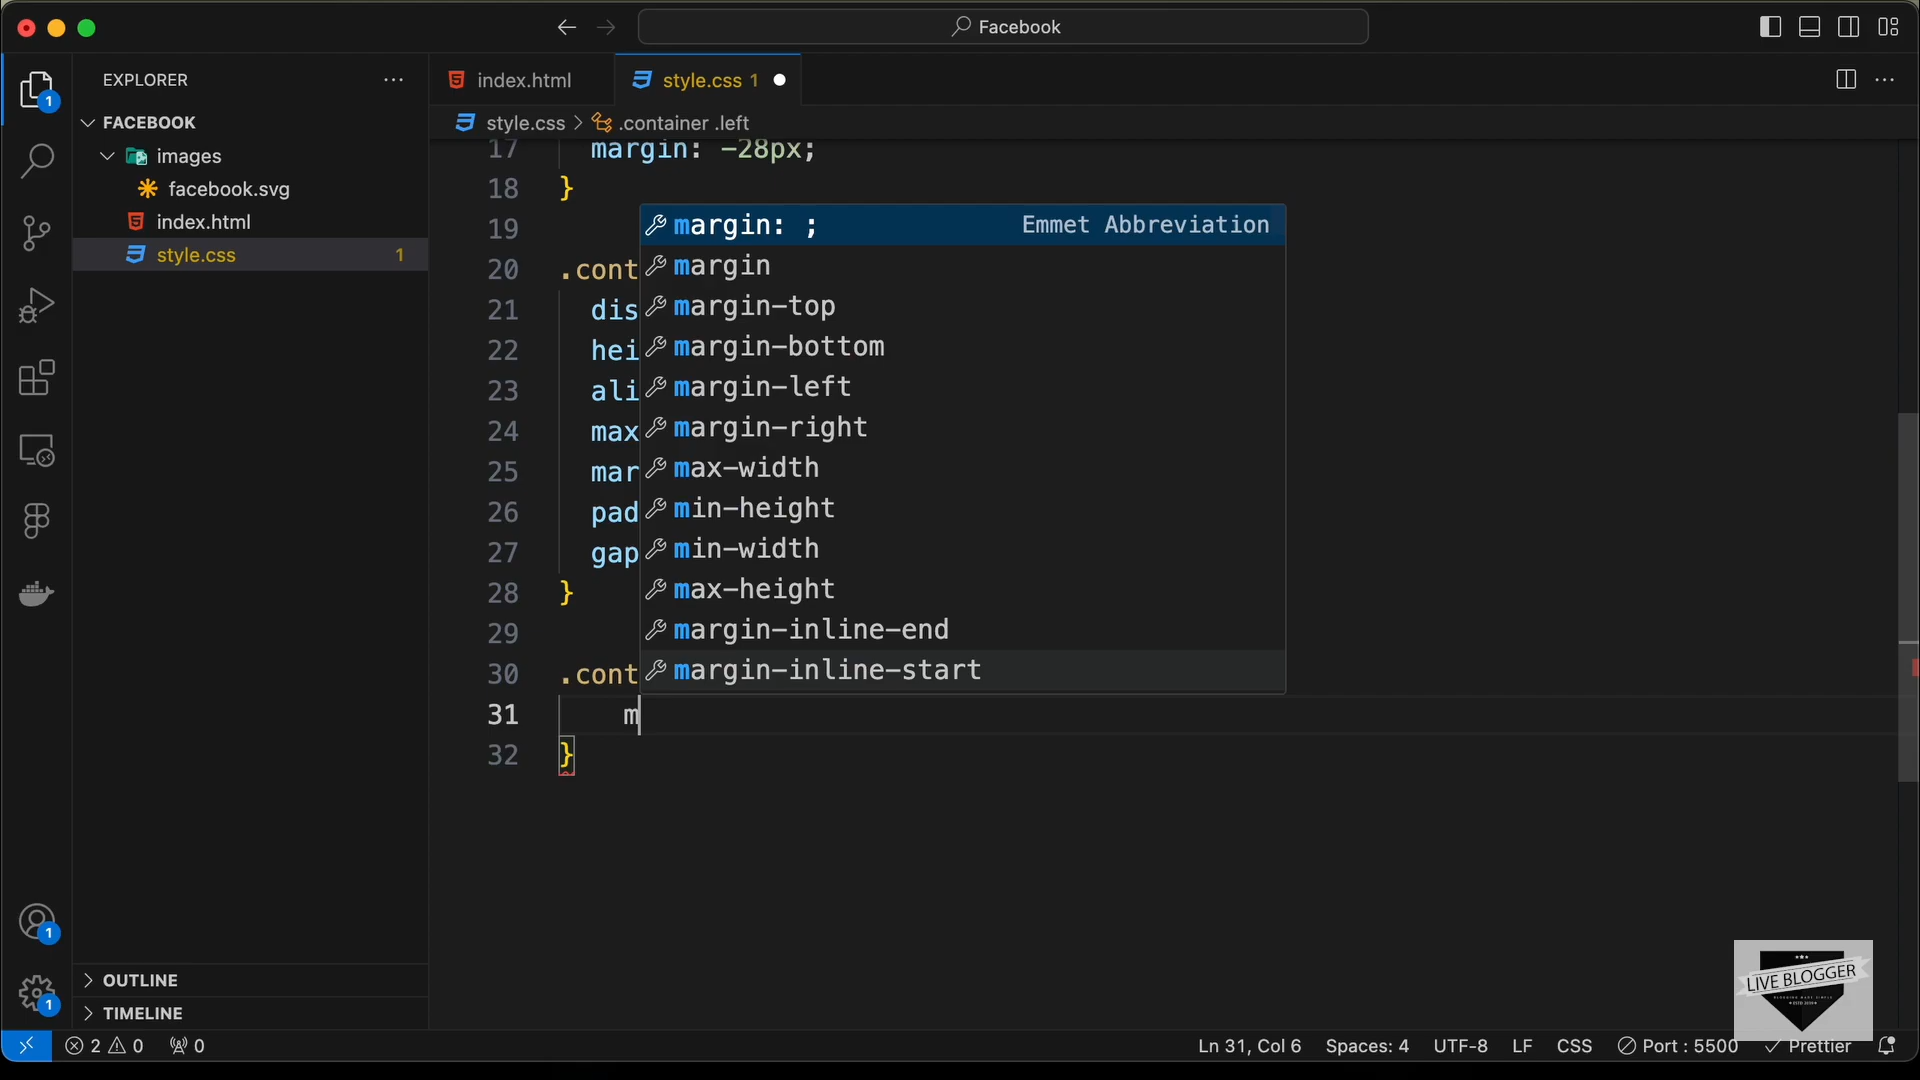 Facebook
EXPLORER
index.html
style.css 1
1
FACEBOOK
style.css > .container .left
images
17 margin: -28px;
facebook.svg
18 }
index.html
19
style.css 1
margin: ; Emmet Abbreviation
20 .cont
margin
21 dis
margin-top
22 hei
margin-bottom
23 ali
margin-left
24 max
margin-right
25 mar
max-width
26 pad
min-height
27 gap
min-width
28 }
max-height
29
margin-inline-end
30 .cont
margin-inline-start
31 m
32 }
1
OUTLINE
1
TIMELINE
LIVE BLOGGER
2 0 0
Ln 31, Col 6 Spaces: 4 UTF-8 LF CSS Port : 5500 Prettier